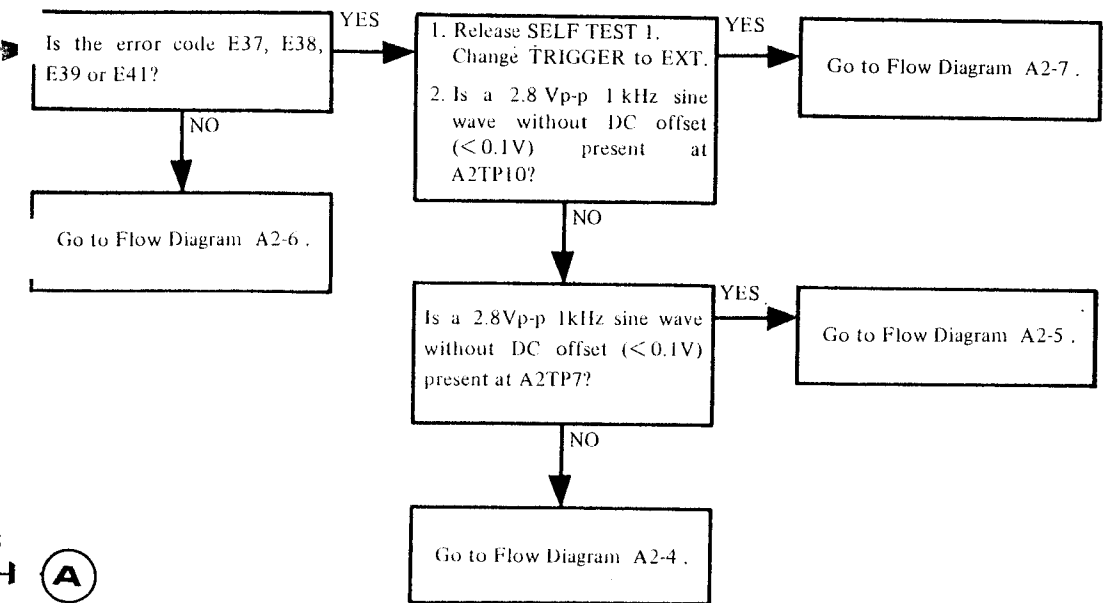 YES
Is the error code E37, E38,
E39 or E41?
NO
Go to Flow Diagram A2-6 .
1. Release SELF TEST 1.
Change TRIGGER to EXT.
2. Is a 2.8 Vp-p 1 kHz sine
wave without DC offset
(< 0.1V) present at
A2TP10?
YES
Go to Flow Diagram A2-7 .
NO
Is a 2.8Vp-p 1kHz sine wave
without DC offset (< 0.1V)
present at A2TP7?
YES
Go to Flow Diagram A2-5 .
NO
Go to Flow Diagram A2-4 .
A